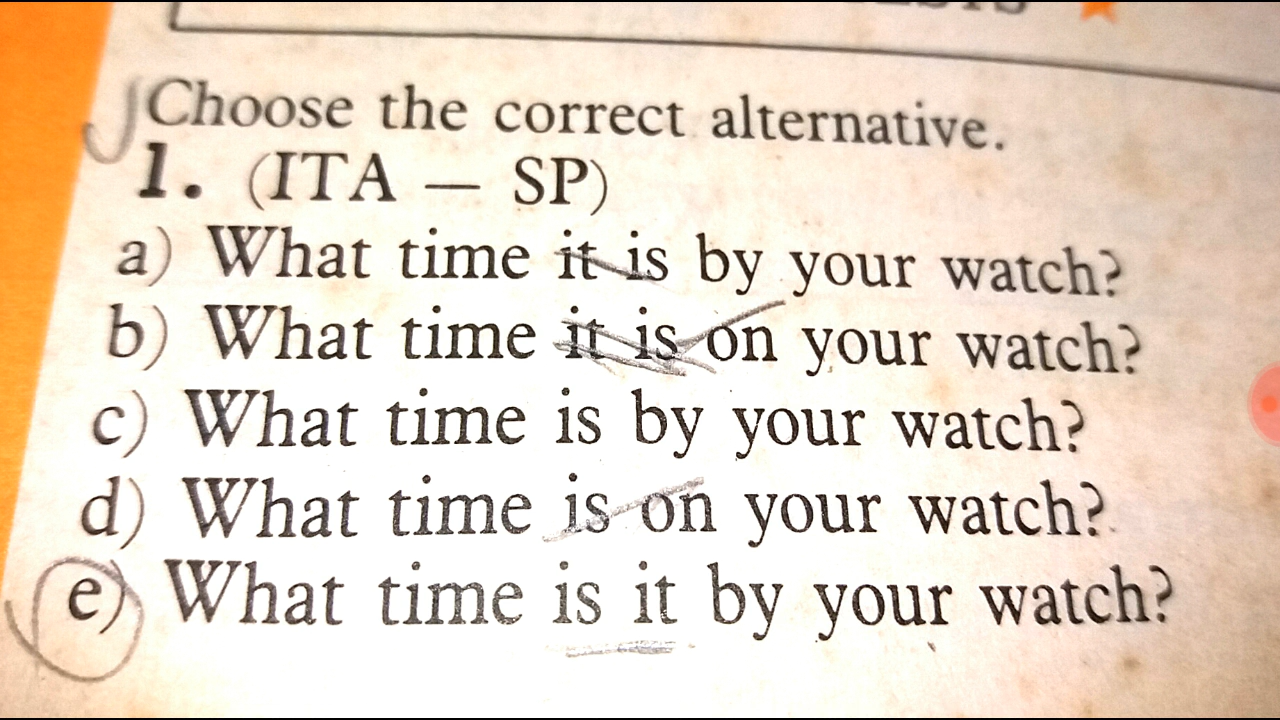 Choose the correct alternative.
1. (ITA — SP)
a) What time it is by your watch?
b) What time it is on your watch?
c) What time is by your watch?
d) What time is on your watch?
e) What time is it by your watch?